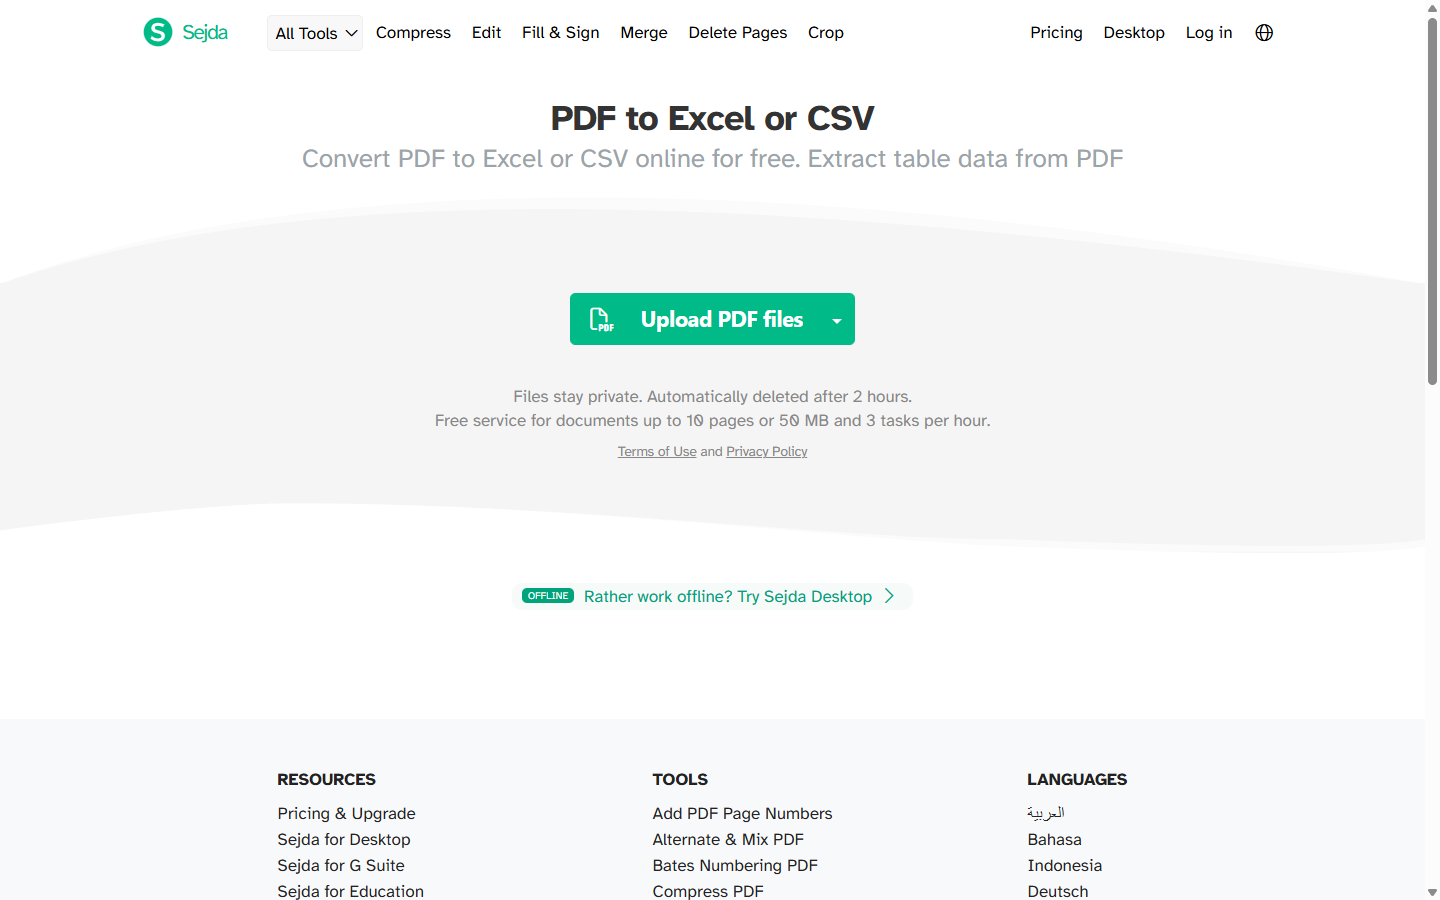 Sejda
All Tools
Compress
Edit
Fill & Sign
Merge
Delete Pages
Crop
Pricing
Desktop
Log in
PDF to Excel or CSV
Convert PDF to Excel or CSV online for free. Extract table data from PDF
PDF
Upload PDF files
Files stay private. Automatically deleted after 2 hours.
Free service for documents up to 10 pages or 50 MB and 3 tasks per hour.
Terms of Use and Privacy Policy
OFFLINE Rather work offline? Try Sejda Desktop
RESOURCES
Pricing & Upgrade
Sejda for Desktop
Sejda for G Suite
Sejda for Education
TOOLS
Add PDF Page Numbers
Alternate & Mix PDF
Bates Numbering PDF
Compress PDF
LANGUAGES
العربية
Bahasa
Indonesia
Deutsch